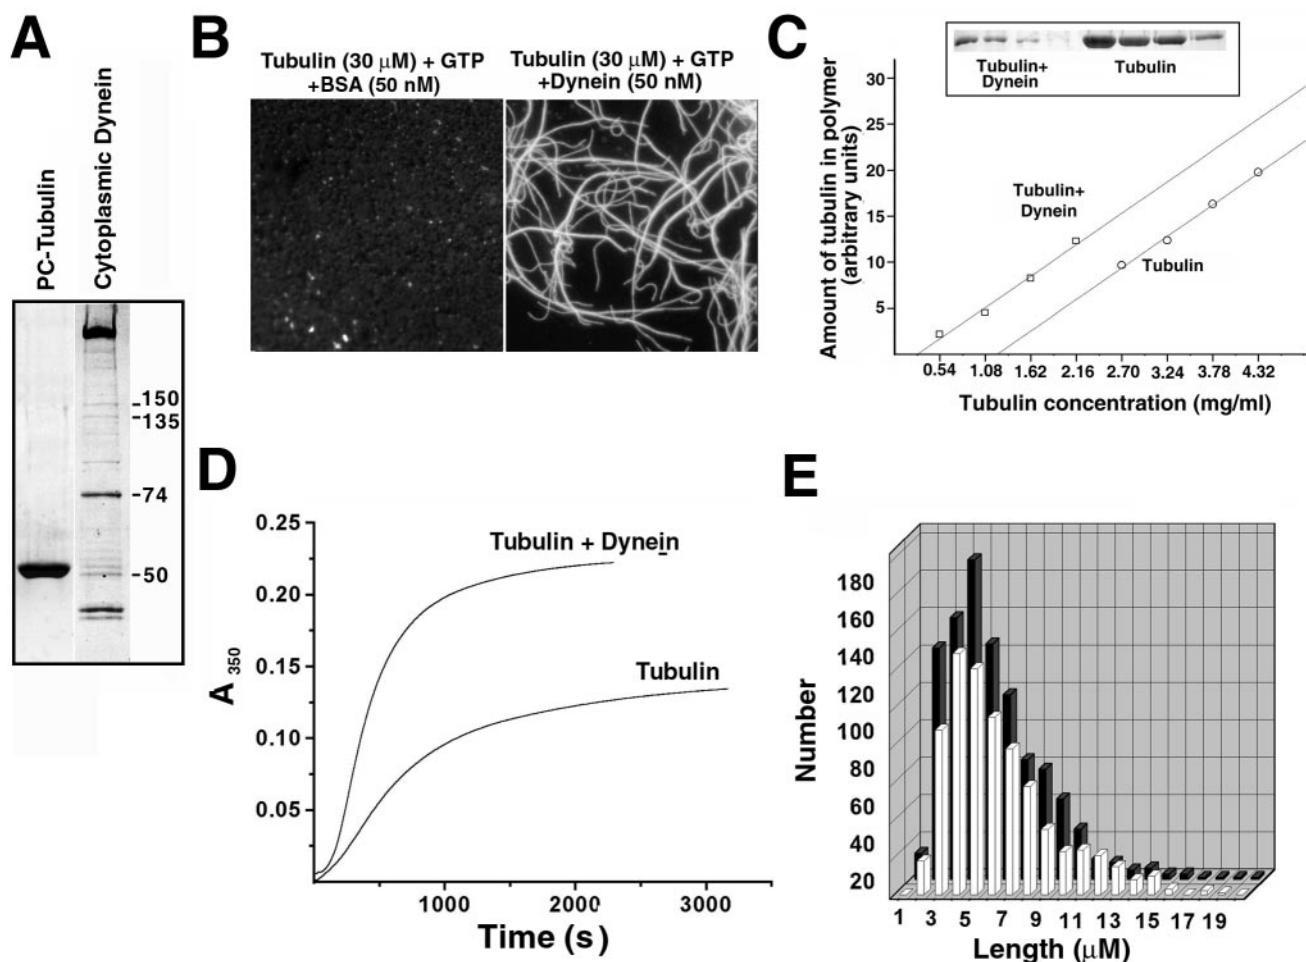 A
PC-Tubulin
Cytoplasmic Dynein
150
135
74
50
B
Tubulin (30 μM) + GTP
+BSA (50 nM)
Tubulin (30 μM) + GTP
+Dynein (50 nM)
C
Tubulin+
Dynein
Tubulin
30
25
20
15
10
5
Amount of tubulin in polymer
(arbitrary units)
Tubulin+
Dynein
Tubulin
0.54 1.08 1.62 2.16 2.70 3.24 3.78 4.32
Tubulin concentration (mg/ml)
D
0.25
0.20
0.15
0.10
0.05
A 350
Tubulin + Dynein
Tubulin
1000 2000 3000
Time (s)
E
180
160
140
120
100
80
60
40
20
Number
1 3 5 7 9 11 13 15 17 19
Length (μM)